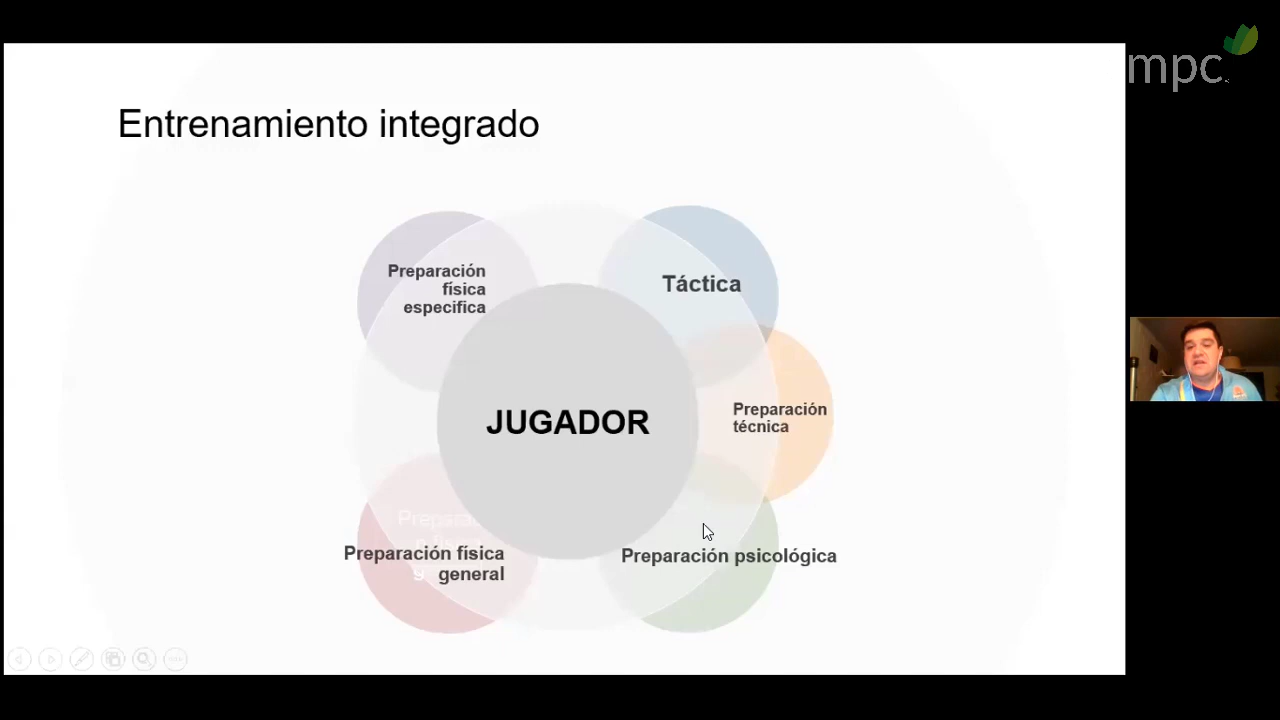 mpc
Entrenamiento integrado
Preparación
física
especifica
Táctica
JUGADOR
Preparación
técnica
Preparación física
general
Preparación psicológica